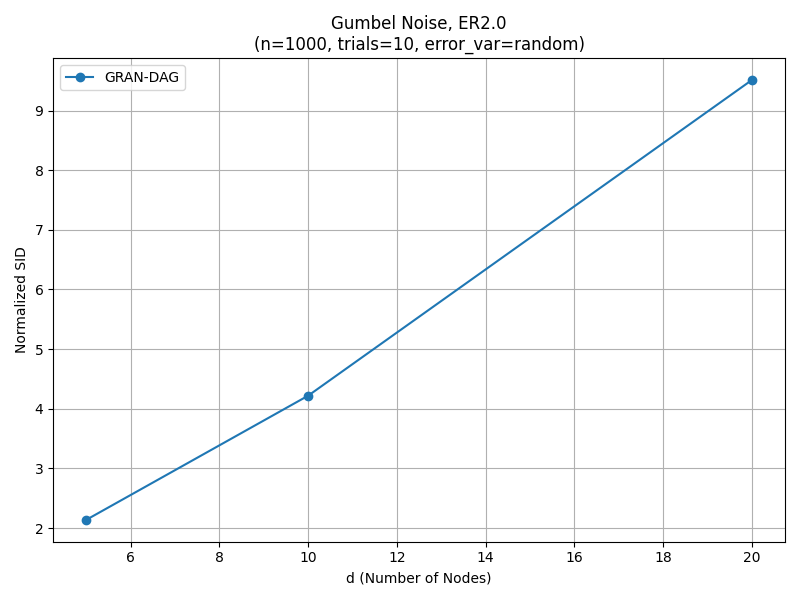 Gumbel Noise, ER2.0
(n=1000, trials=10, error_var=random)
GRAN-DAG
Normalized SID
9
8
7
6
5
4
3
2
6 8 10 12 14 16 18 20
d (Number of Nodes)